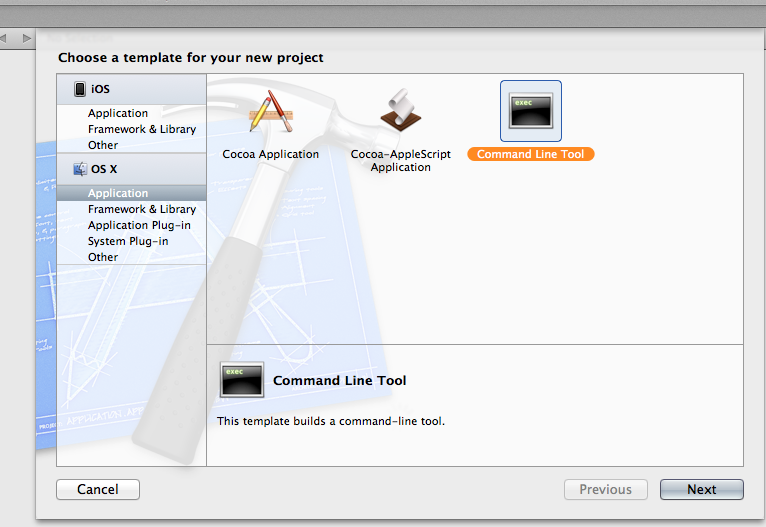 Choose a template for your new project
iOS
Application
Framework & Library
Other
OS X
Application
Framework & Library
Application Plug-in
System Plug-in
Other
Cocoa Application
Cocoa-AppleScript
Application
exec
Command Line Tool
exec
Command Line Tool
This template builds a command-line tool.
Cancel
Previous
Next